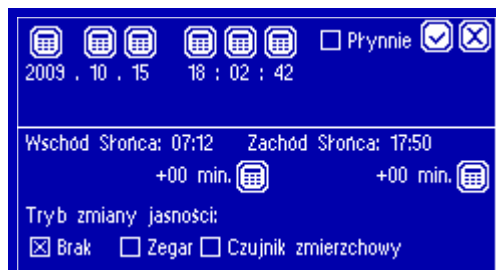 Płynnie
2009 . 10 . 15 18 : 02 : 42
Wschód Słońca: 07:12 Zachód Słońca: 17:50
+00 min. +00 min.
Tryb zmiany jasności:
Brak Zegar Czujnik zmierzchowy